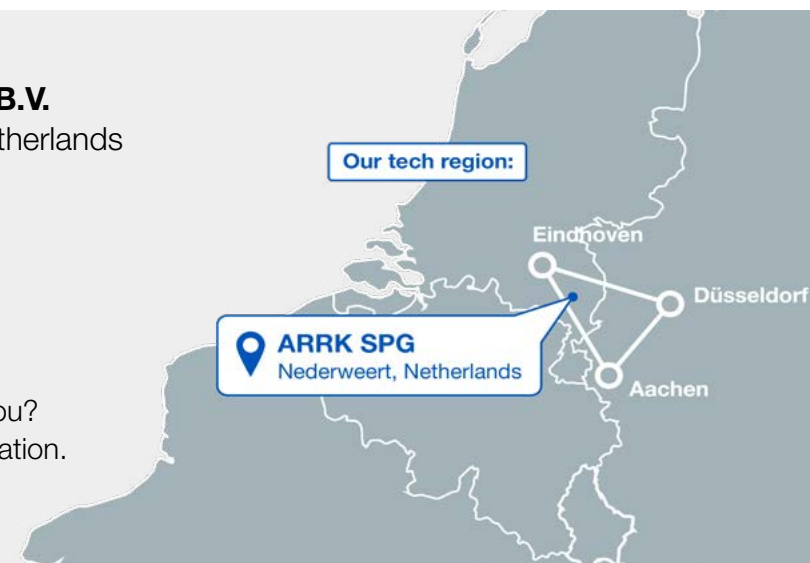 B.V.
therlands
ou?
ation.
Our tech region:
Eindhoven
Düsseldorf
ARRK SPG
Nederweert, Netherlands
Aachen